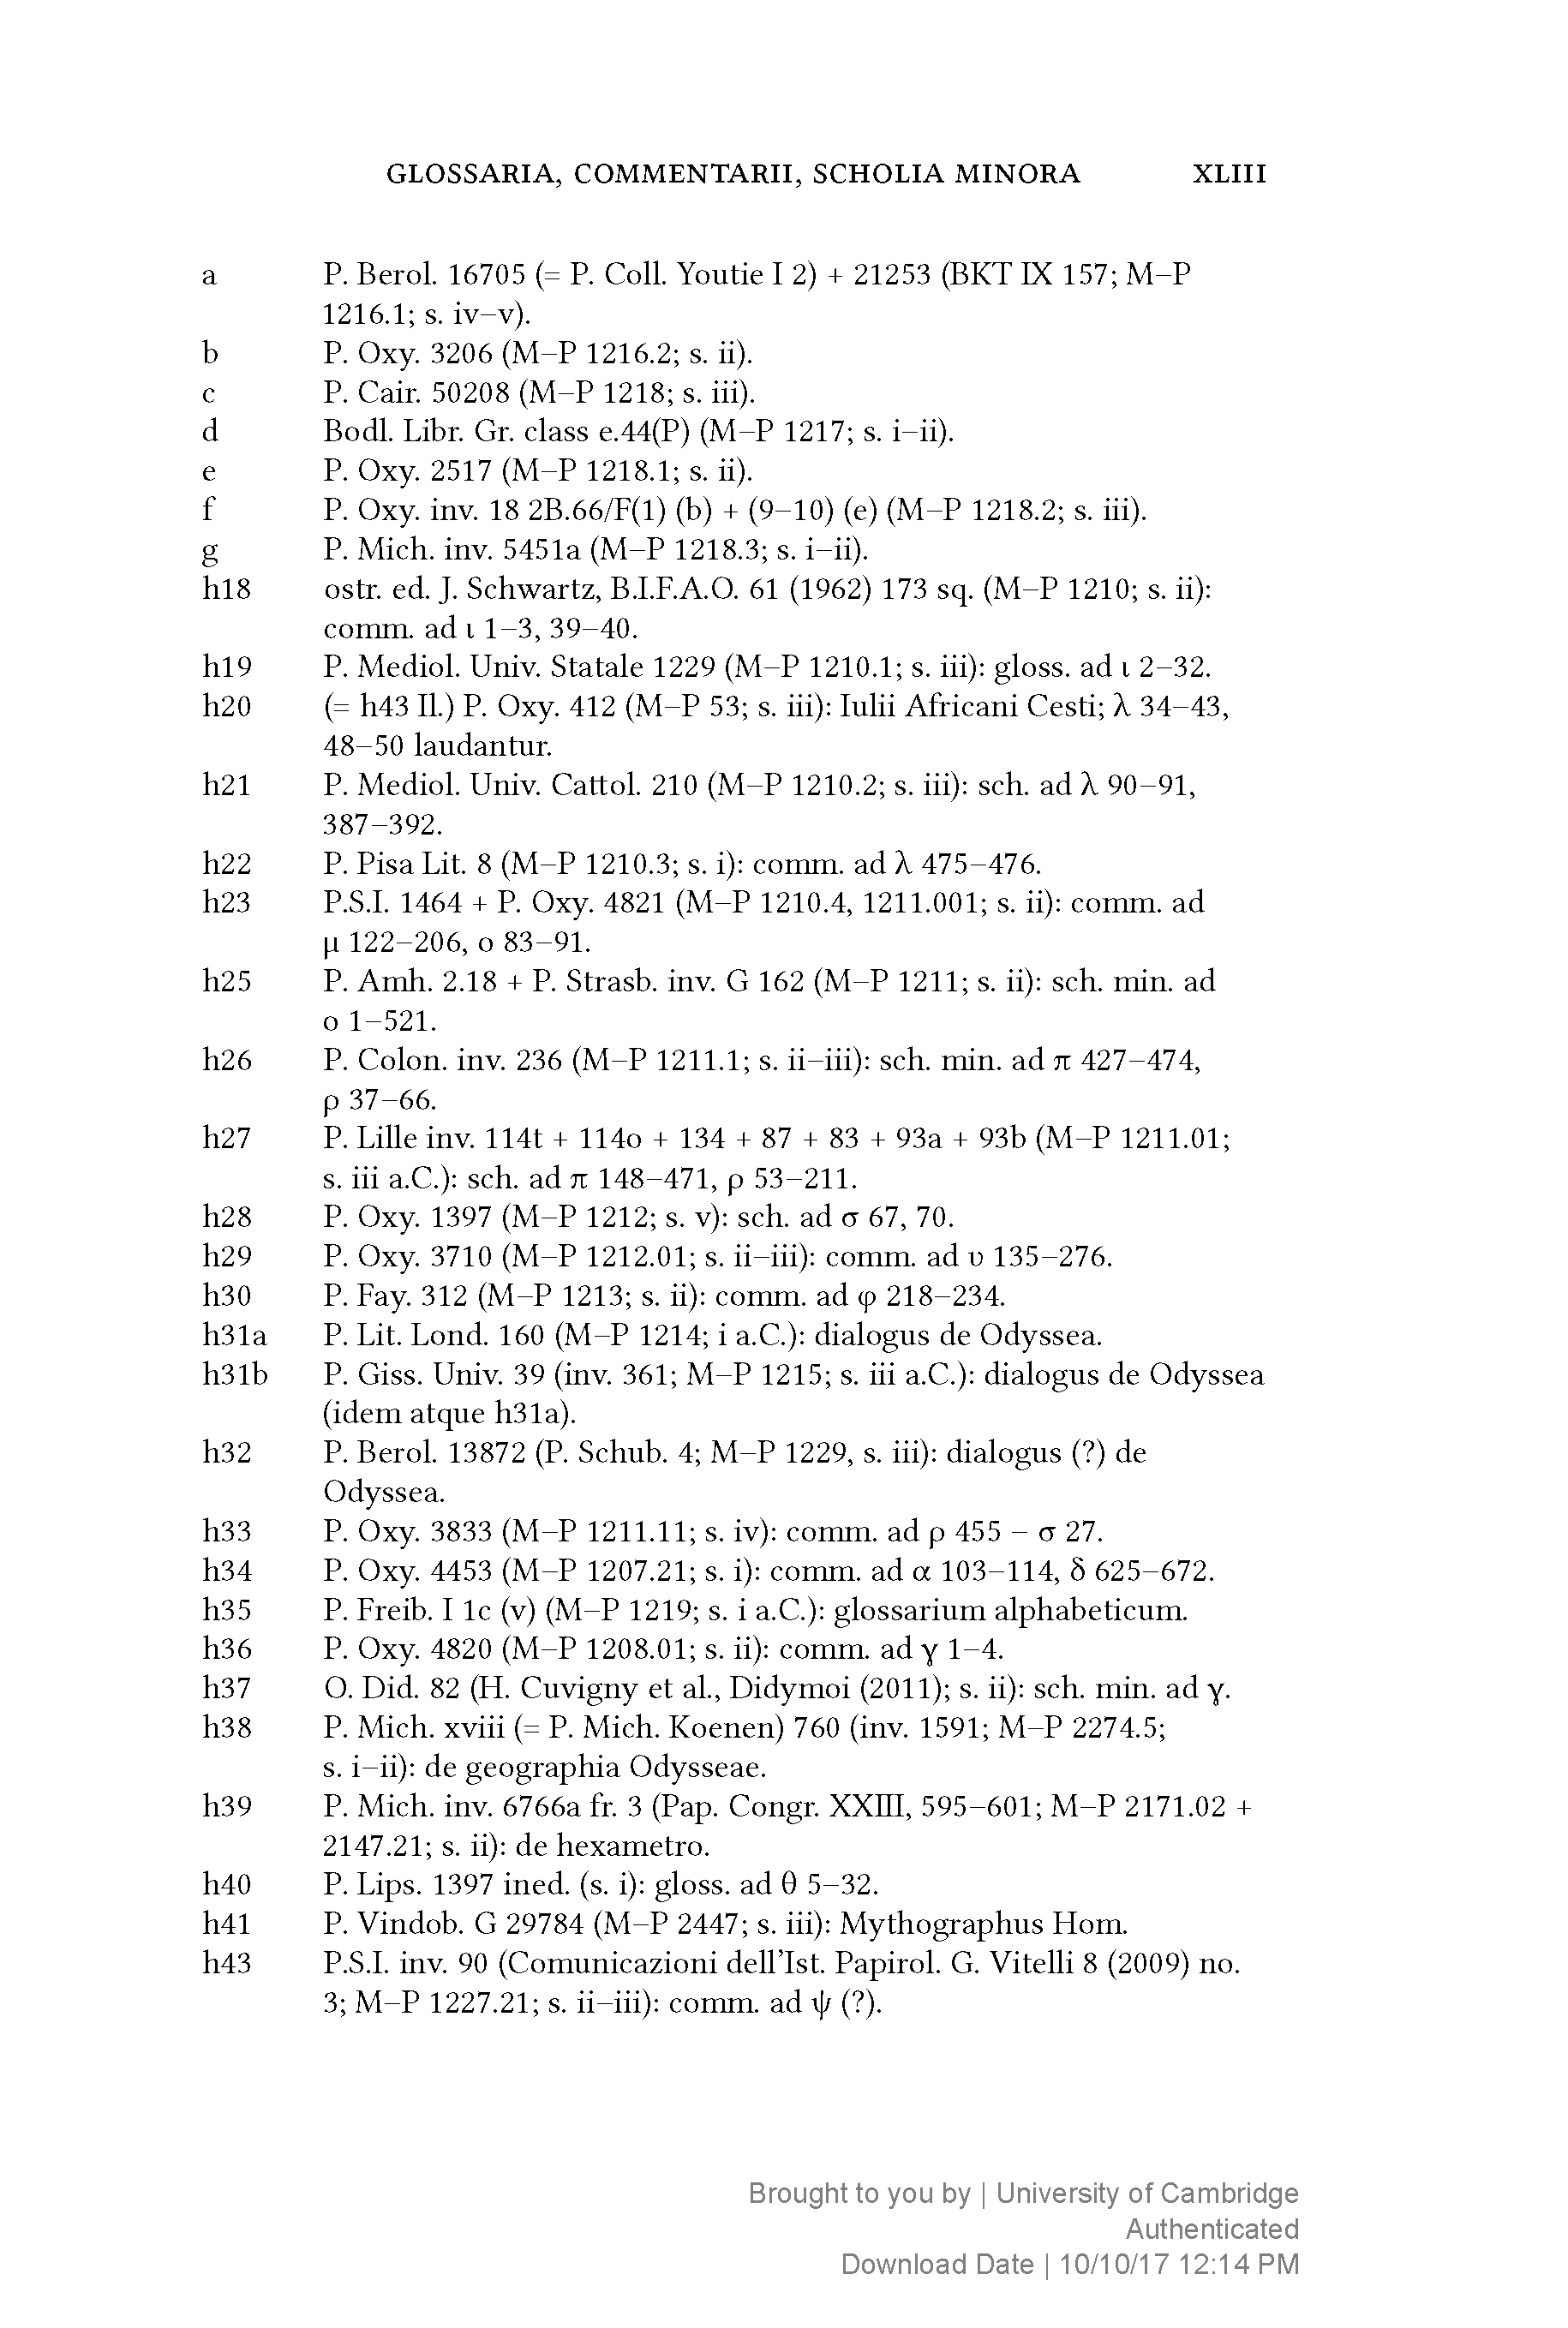 GLOSSARIA, COMMENTARII, SCHOLIA MINORA XLIII
a P. Berol. 16705 (= P. Coll. Youtie I 2) + 21253 (BKT IX 157; M–P
1216.1; s. iv–v).
b P. Oxy. 3206 (M–P 1216.2; s. ii).
c P. Cair. 50208 (M–P 1218; s. iii).
d Bodl. Libr. Gr. class e.44(P) (M–P 1217; s. i–ii).
e P. Oxy. 2517 (M–P 1218.1; s. ii).
f P. Oxy. inv. 18 2B.66/F(1) (b) + (9–10) (e) (M–P 1218.2; s. iii).
g P. Mich. inv. 5451a (M–P 1218.3; s. i–ii).
h18 ostr. ed. J. Schwartz, B.I.F.A.O. 61 (1962) 173 sq. (M–P 1210; s. ii):
comm. ad ι 1–3, 39–40.
h19 P. Mediol. Univ. Statale 1229 (M–P 1210.1; s. iii): gloss. ad ι 2–32.
h20 (= h43 Il.) P. Oxy. 412 (M–P 53; s. iii): Iulii Africani Cesti; λ 34–43,
48–50 laudantur.
h21 P. Mediol. Univ. Cattol. 210 (M–P 1210.2; s. iii): sch. ad λ 90–91,
387–392.
h22 P. Pisa Lit. 8 (M–P 1210.3; s. i): comm. ad λ 475–476.
h23 P.S.I. 1464 + P. Oxy. 4821 (M–P 1210.4, 1211.001; s. ii): comm. ad
μ 122–206, ο 83–91.
h25 P. Amh. 2.18 + P. Strasb. inv. G 162 (M–P 1211; s. ii): sch. min. ad
ο 1–521.
h26 P. Colon. inv. 236 (M–P 1211.1; s. ii–iii): sch. min. ad π 427–474,
ρ 37–66.
h27 P. Lille inv. 114t + 114o + 134 + 87 + 83 + 93a + 93b (M–P 1211.01;
s. iii a.C.): sch. ad π 148–471, ρ 53–211.
h28 P. Oxy. 1397 (M–P 1212; s. v): sch. ad σ 67, 70.
h29 P. Oxy. 3710 (M–P 1212.01; s. ii–iii): comm. ad υ 135–276.
h30 P. Fay. 312 (M–P 1213; s. ii): comm. ad φ 218–234.
h31a P. Lit. Lond. 160 (M–P 1214; i a.C.): dialogus de Odyssea.
h31b P. Giss. Univ. 39 (inv. 361; M–P 1215; s. iii a.C.): dialogus de Odyssea
(idem atque h31a).
h32 P. Berol. 13872 (P. Schub. 4; M–P 1229, s. iii): dialogus (?) de
Odyssea.
h33 P. Oxy. 3833 (M–P 1211.11; s. iv): comm. ad ρ 455 – σ 27.
h34 P. Oxy. 4453 (M–P 1207.21; s. i): comm. ad α 103–114, δ 625–672.
h35 P. Freib. I 1c (v) (M–P 1219; s. i a.C.): glossarium alphabeticum.
h36 P. Oxy. 4820 (M–P 1208.01; s. ii): comm. ad γ 1–4.
h37 O. Did. 82 (H. Cuvigny et al., Didymoi (2011); s. ii): sch. min. ad γ.
h38 P. Mich. xviii (= P. Mich. Koenen) 760 (inv. 1591; M–P 2274.5;
s. i–ii): de geographia Odysseae.
h39 P. Mich. inv. 6766a fr. 3 (Pap. Congr. XXIII, 595–601; M–P 2171.02 +
2147.21; s. ii): de hexametro.
h40 P. Lips. 1397 ined. (s. i): gloss. ad θ 5–32.
h41 P. Vindob. G 29784 (M–P 2447; s. iii): Mythographus Hom.
h43 P.S.I. inv. 90 (Comunicazioni dell’Ist. Papirol. G. Vitelli 8 (2009) no.
3; M–P 1227.21; s. ii–iii): comm. ad ψ (?).
Brought to you by | University of Cambridge
Authenticated
Download Date | 10/10/17 12:14 PM